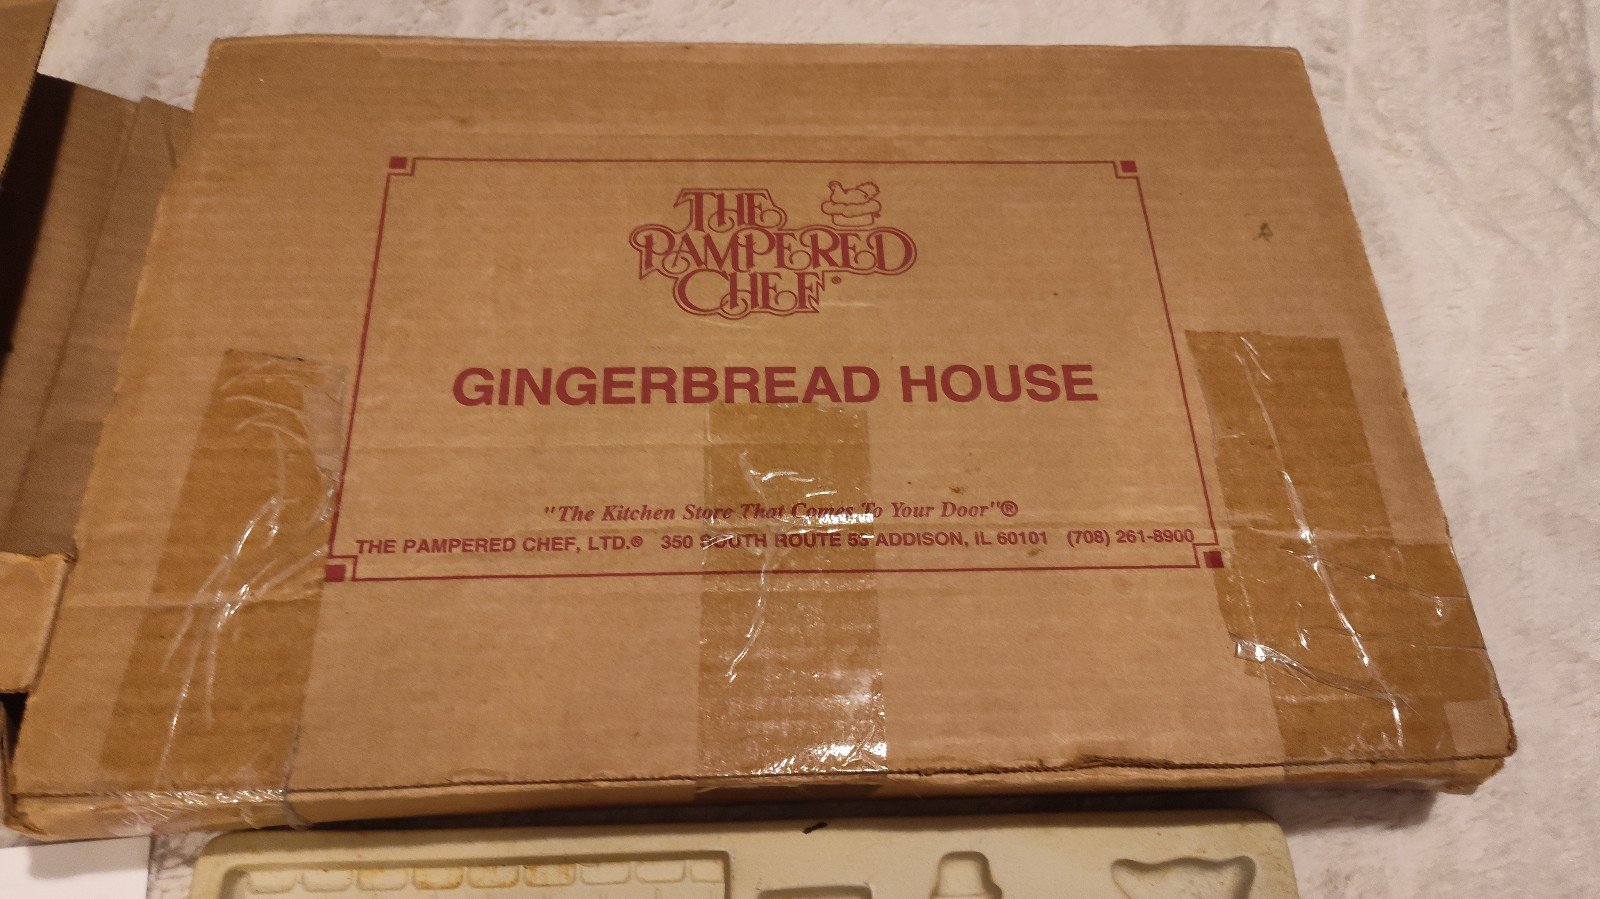 THE
PAMPERED
CHEF®
GINGERBREAD HOUSE
"The Kitchen Store That Comes To Your Door"®
THE PAMPERED CHEF, LTD.® 350 SOUTH ROUTE 53 ADDISON, IL 60101 (708) 261-8900